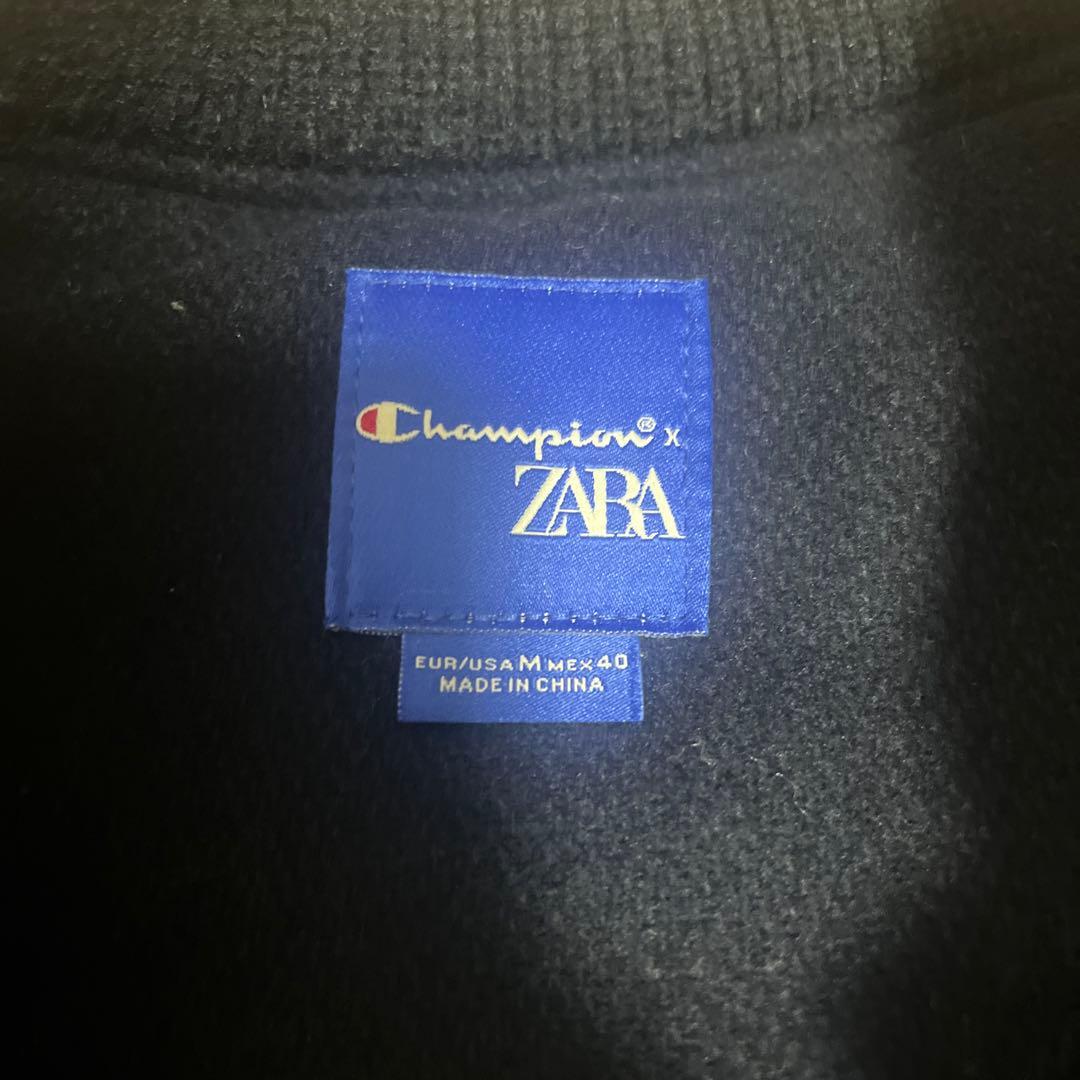 Champion® x
ZARA
EUR/USA M MEX 40
MADE IN CHINA